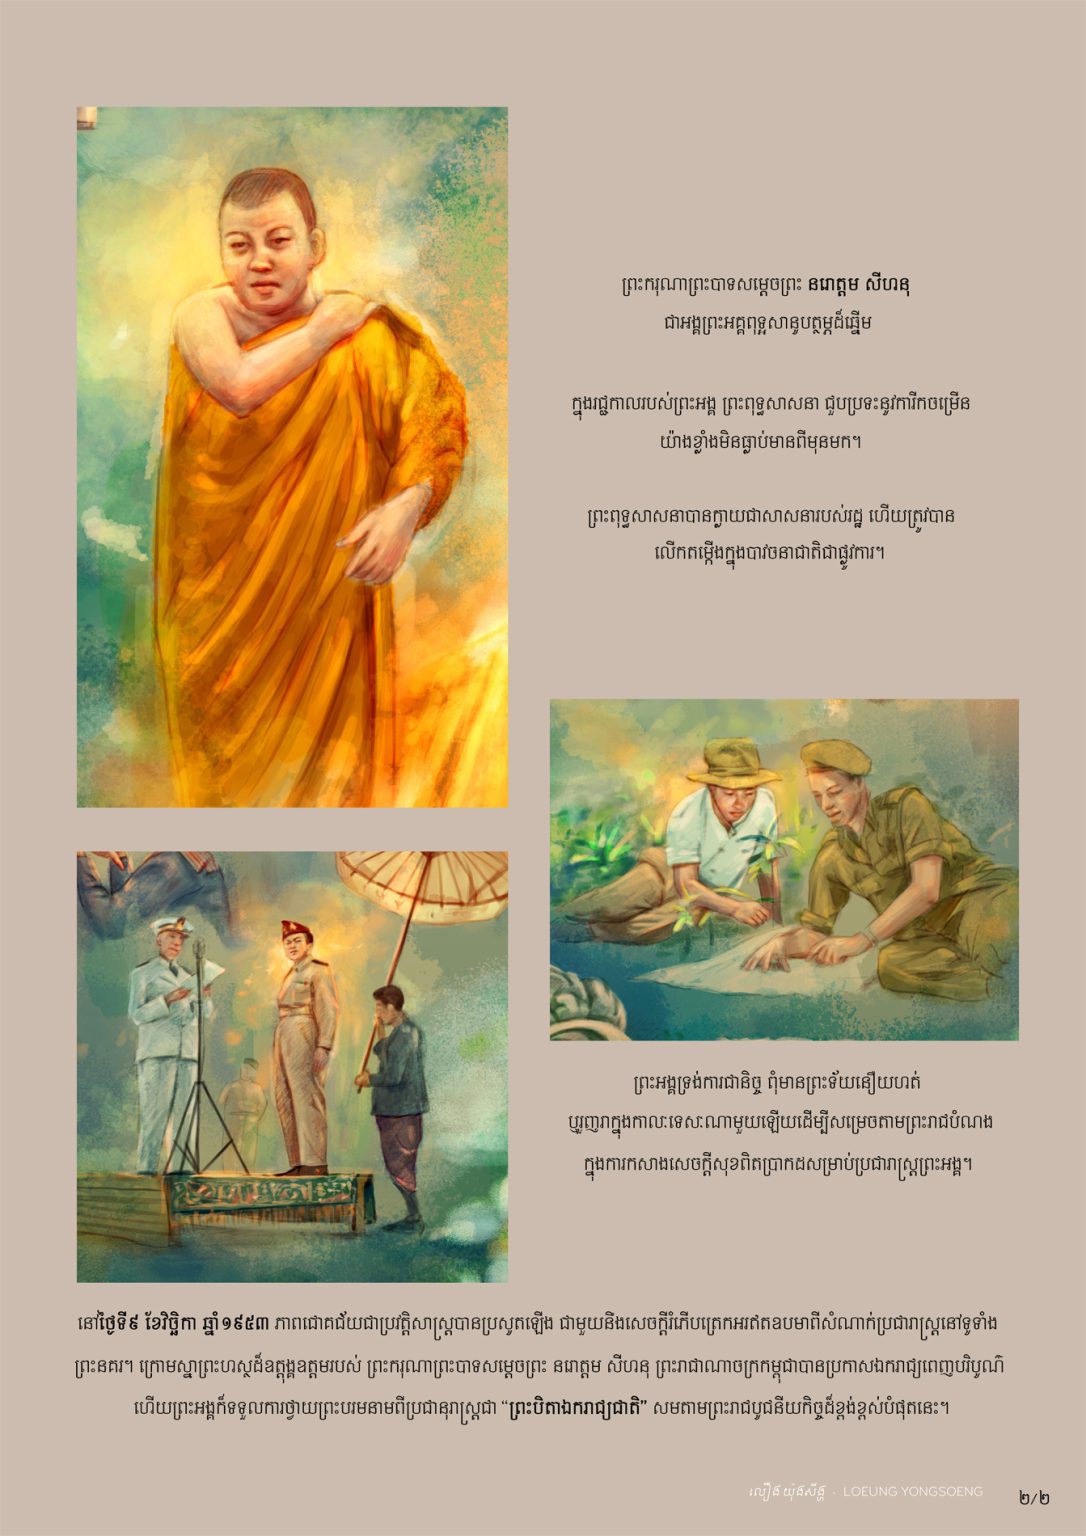 ព្រះករុណាព្រះបាទសម្តេចព្រះ នរោត្តម សីហនុ
ជាអង្គព្រះអគ្គពុទ្ធសាសនូបត្ថម្ភដ៏ឆ្នើម
ក្នុងរជ្ជកាលរបស់ព្រះអង្គ ព្រះពុទ្ធសាសនា ជួបប្រទះនូវការីកចម្រើន
យ៉ាងខ្លាំងមិនធ្លាប់មានពីមុនមក។
ព្រះពុទ្ធសាសនាបានក្លាយជាសាសនារបស់រដ្ឋ ហើយត្រូវបាន
លើកតម្កើងក្នុងបាវចនាជាតិជាផ្លូវការ។
ព្រះអង្គទ្រង់ការជានិច្ច ពុំមានព្រះទ័យនឿយហត់
ឬរួញរាក្នុងកាលៈទេសៈណាមួយឡើយដើម្បីសម្រេចតាមព្រះរាជបំណង
ក្នុងការកសាងសេចក្តីសុខពិតប្រាកដសម្រាប់ប្រជារាស្ត្រព្រះអង្គ។
នៅថ្ងៃទី៩ ខែវិច្ឆិកា ឆ្នាំ១៩៥៣ ភាពជោគជ័យជាប្រវត្តិសាស្ត្របានប្រសូតឡើង ជាមួយនឹងសេចក្តីរំភើបត្រេកអរឥតឧបមាពីសំណាក់ប្រជារាស្ត្រនៅទូទាំង
ព្រះនគរ។ ក្រោមស្នាព្រះហស្ថដ៏ឧត្តុង្គឧត្តមរបស់ ព្រះករុណាព្រះបាទសម្តេចព្រះ នរោត្តម សីហនុ ព្រះរាជាណាចក្រកម្ពុជាបានប្រកាសឯករាជ្យពេញបរិបូណ៌
ហើយព្រះអង្គក៏ទទួលការថ្វាយព្រះបរមនាមពីប្រជានុរាស្ត្រជា “ព្រះបិតាឯករាជ្យជាតិ” សមតាមព្រះរាជបូជនីយកិច្ចដ៏ខ្ពង់ខ្ពស់បំផុតនេះ។
លឿង យ៉ុងសឹង្ហ · LOEUNG YONGSOENG
២/២